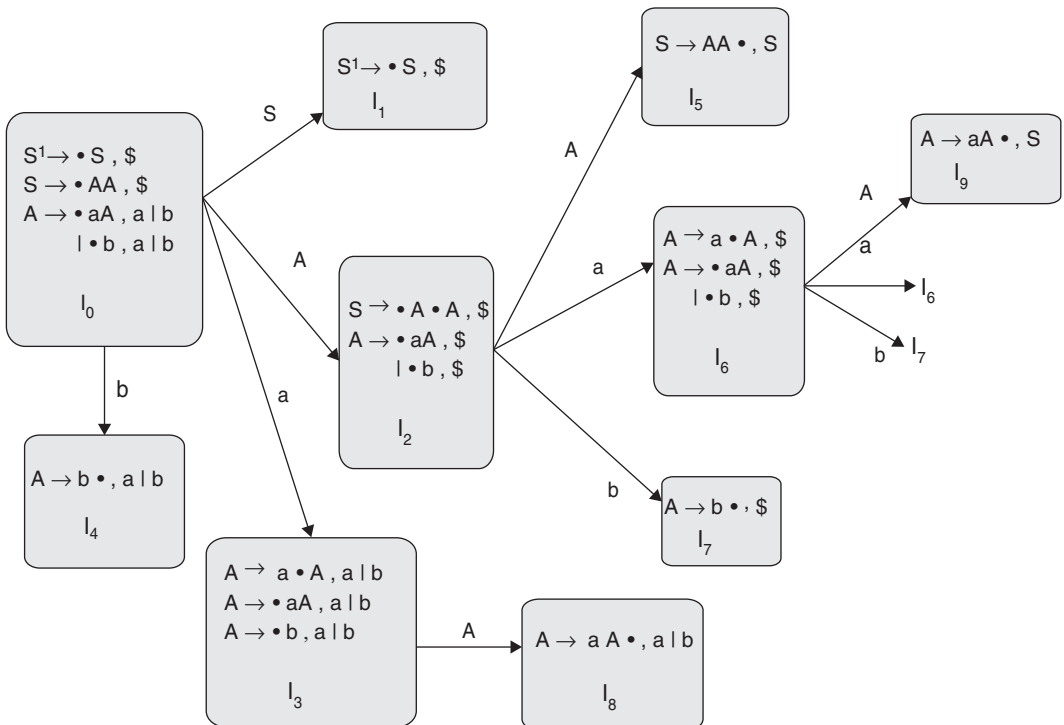 S¹→ • S , $
S → • AA , $
A → • aA , a | b
| • b , a | b
I₀
S
S¹→ • S , $
I₁
A
a
b
A → b • , a | b
I₄
S → • A • A , $
A → • aA , $
| • b , $
I₂
A
a
b
S → AA • , S
I₅
A → a • A , $
A → • aA , $
| • b , $
I₆
A
a
b
A → aA • , S
I₉
I₆
I₇
A → b • , $
I₇
A → a • A , a | b
A → • aA , a | b
A → • b , a | b
I₃
A
A → a A • , a | b
I₈